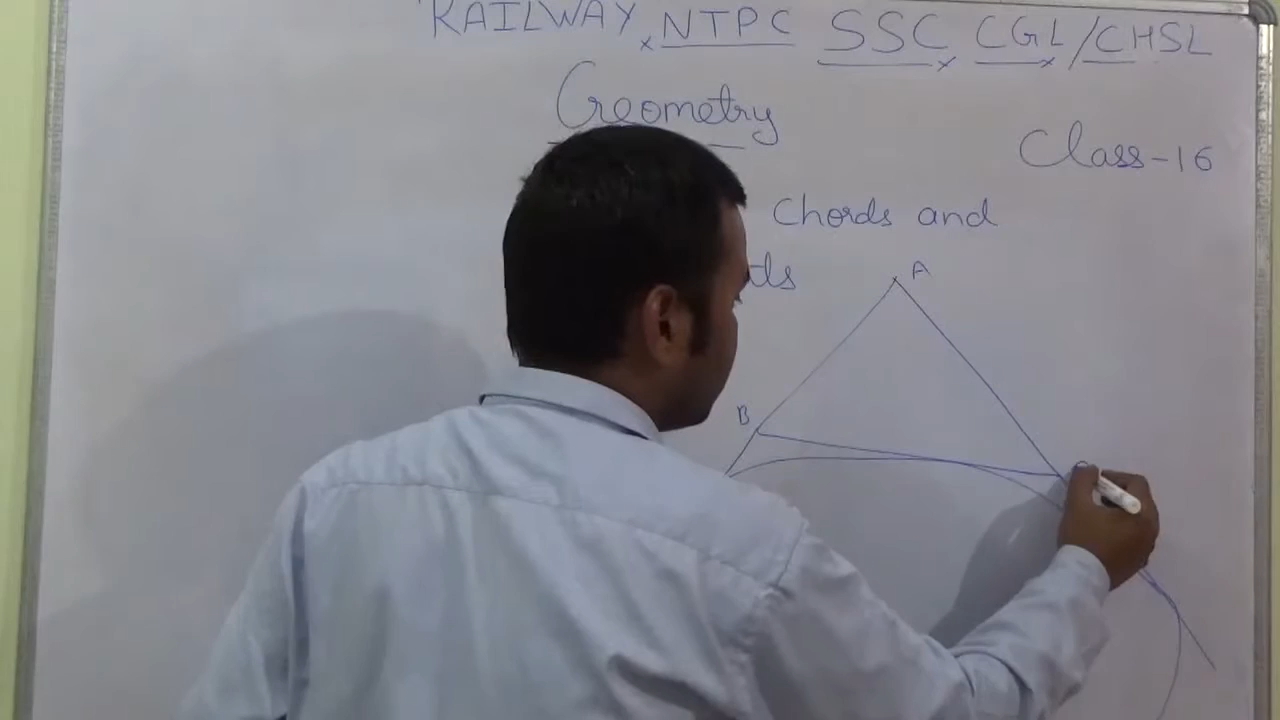 RAILWAY NTPC SSC CGL/CHSL
Geometry
Class-16
Chords and
A
B